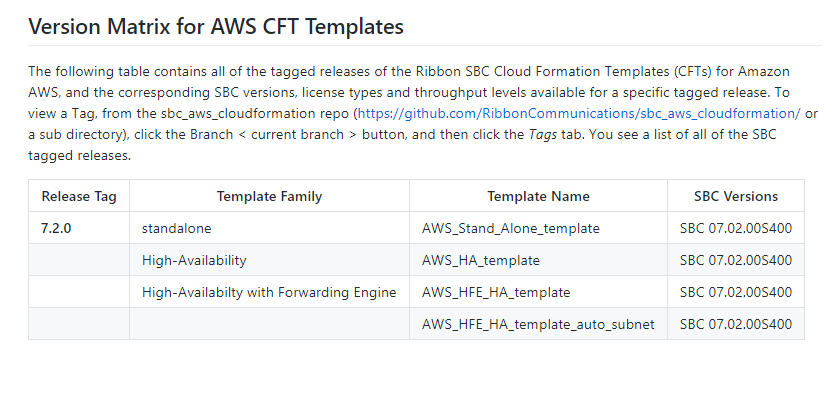 Version Matrix for AWS CFT Templates
The following table contains all of the tagged releases of the Ribbon SBC Cloud Formation Templates (CFTs) for Amazon
AWS, and the corresponding SBC versions, license types and throughput levels available for a specific tagged release. To
view a Tag, from the sbc_aws_cloudformation repo (https://github.com/RibbonCommunications/sbc_aws_cloudformation/ or
a sub directory), click the Branch < current branch > button, and then click the Tags tab. You see a list of all of the SBC
tagged releases.
Release Tag Template Family Template Name SBC Versions
7.2.0 standalone AWS_Stand_Alone_template SBC 07.02.00S400
High-Availability AWS_HA_template SBC 07.02.00S400
High-Availabilty with Forwarding Engine AWS_HFE_HA_template SBC 07.02.00S400
AWS_HFE_HA_template_auto_subnet SBC 07.02.00S400